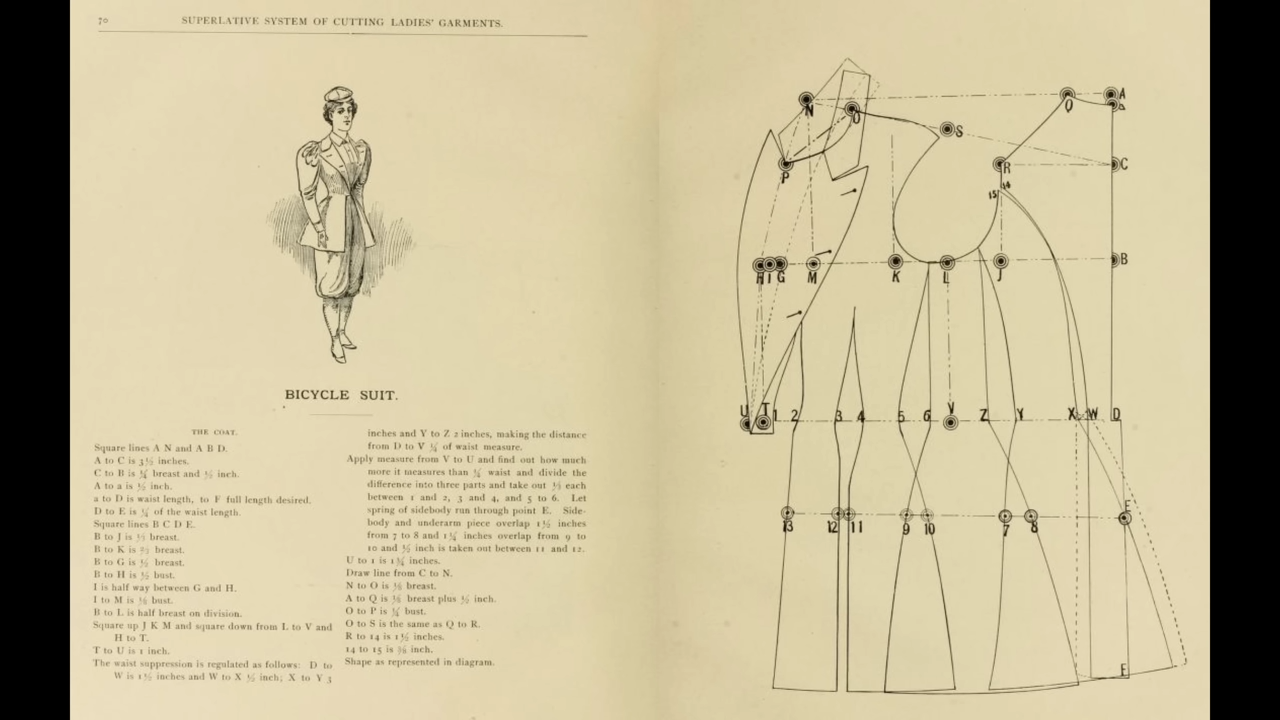 70 SUPERLATIVE SYSTEM OF CUTTING LADIES' GARMENTS.
BICYCLE SUIT.
THE COAT.
Square lines A N and A B D.
A to C is 3½ inches.
C to B is ¼ breast and ½ inch.
A to a is ½ inch.
a to D is waist length, to F full length desired.
D to E is ¼ of the waist length.
Square lines B C D E.
B to J is ⅓ breast.
B to K is ⅔ breast.
B to G is ½ breast.
B to H is ½ bust.
I is half way between G and H.
I to M is bust.
B to L is half breast on division.
Square up J K M and square down from L to V and
H to T.
T to U is 1 inch.
The waist suppression is regulated as follows: D to
W is 1½ inches and W to X ½ inch; X to Y 3
inches and Y to Z 2 inches, making the distance
from D to V ¼ of waist measure.
Apply measure from V to U and find out how much
more it measures than ¼ waist and divide the
difference into three parts and take out ⅓ each
between 1 and 2, 3 and 4, and 5 to 6. Let
spring of sidebody run through point E. Side-
body and underarm piece overlap 1½ inches
from 7 to 8 and 1¼ inches overlap from 9 to
10 and ½ inch is taken out between 11 and 12.
U to 1 is 1¾ inches.
Draw line from C to N.
N to O is breast.
A to Q is breast plus ½ inch.
O to P is ¼ bust.
O to S is the same as Q to R.
R to 14 is 1½ inches.
14 to 15 is ⅜ inch.
Shape as represented in diagram.
N O S Q A
a
P R C
15 14
H I G M K L J B
U T 1 2 3 4 5 6 V Z Y X W D
13 12 11 9 10 7 8 E
F